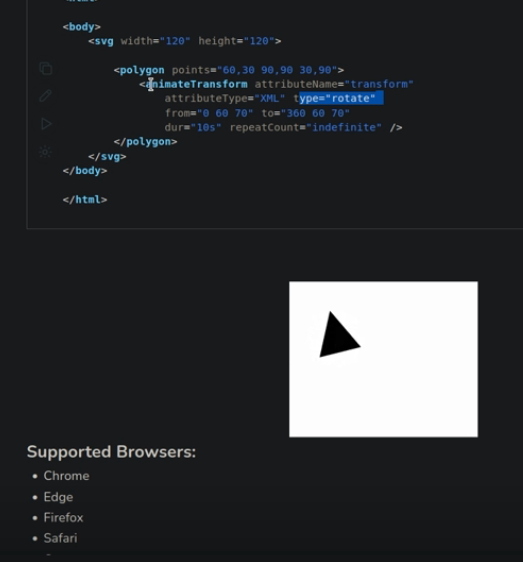 <body>
<svg width="120" height="120">
<polygon points="60,30 90,90 30,90">
<animateTransform attributeName="transform"
attributeType="XML" type="rotate"
from="0 60 70" to="360 60 70"
dur="10s" repeatCount="indefinite" />
</polygon>
</svg>
</body>
</html>
Supported Browsers:
• Chrome
• Edge
• Firefox
• Safari